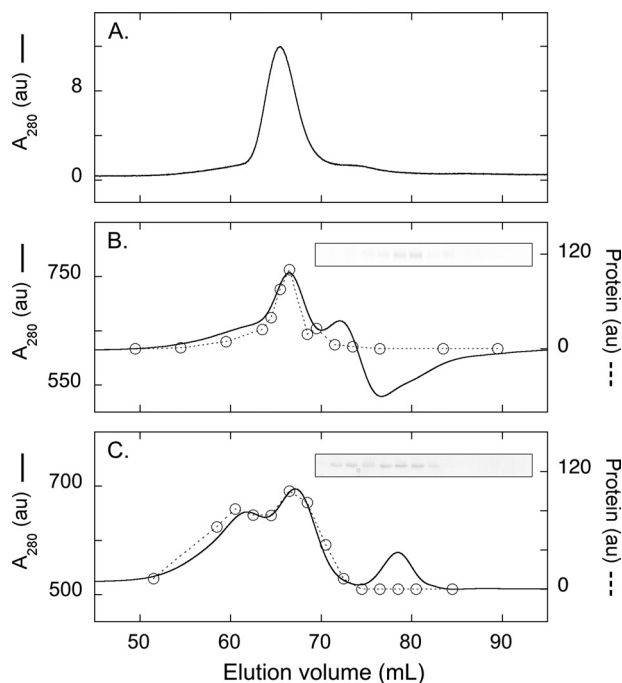 A.
A280 (au)
8
0
B.
A280 (au)
750
550
120
0
Protein (au) ---
C.
A280 (au)
700
500
120
0
Protein (au) ---
50 60 70 80 90
Elution volume (mL)